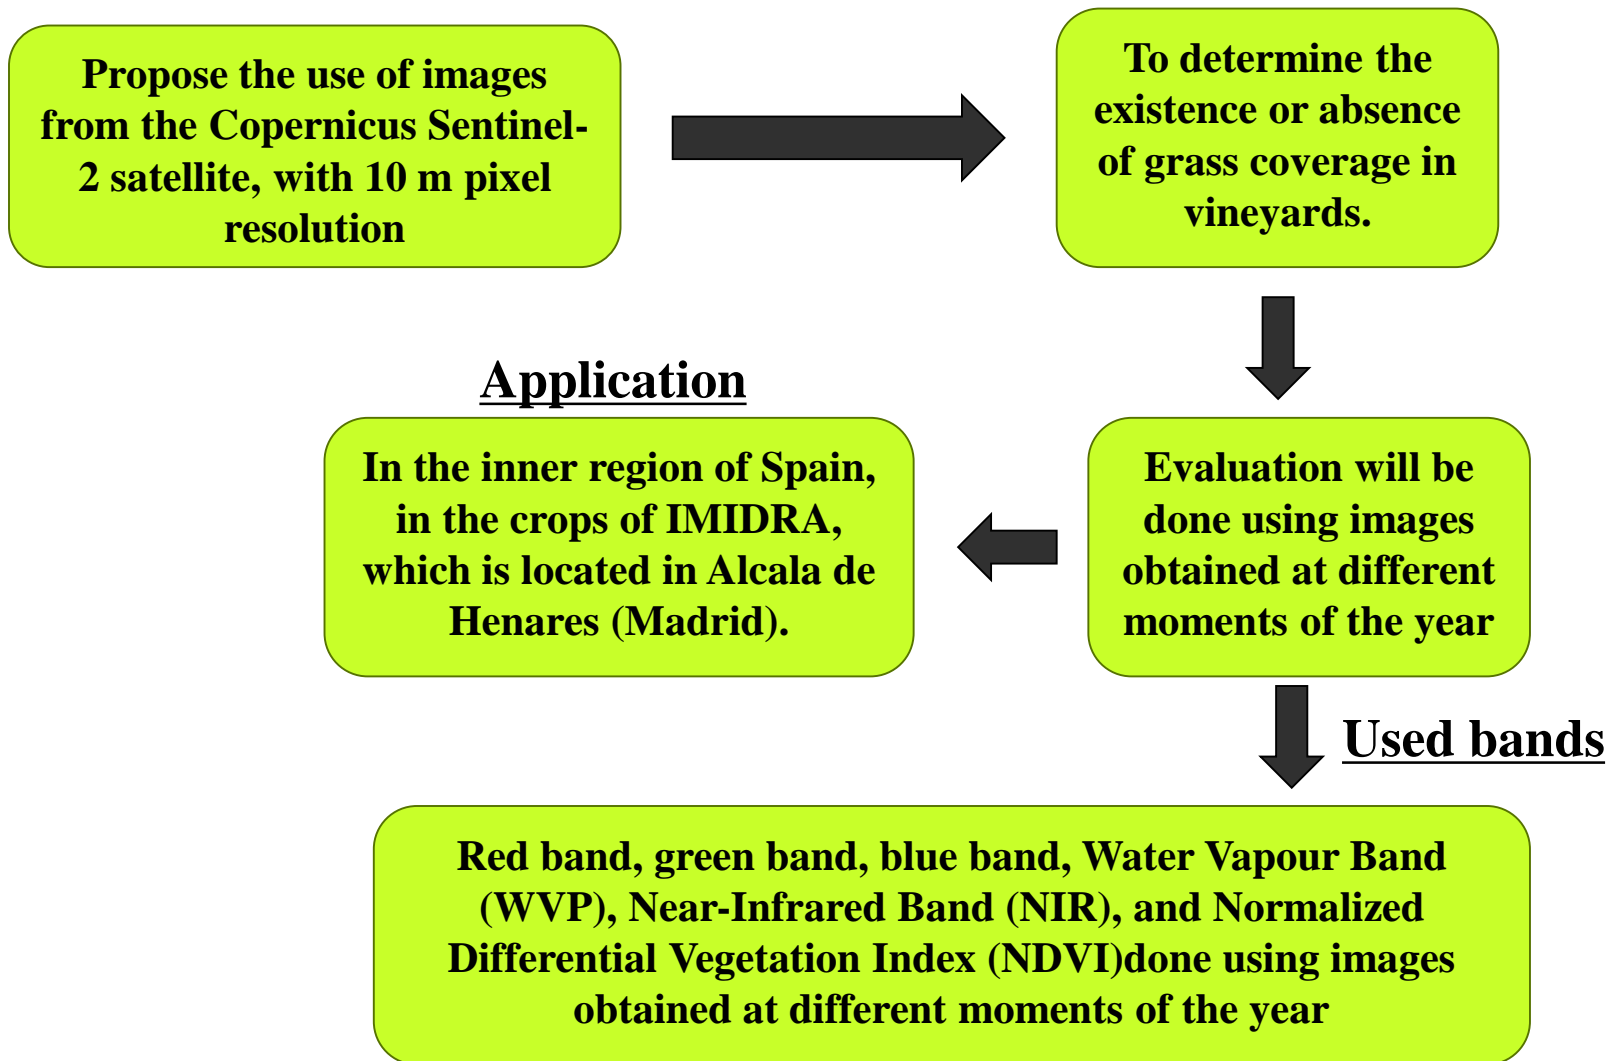 Propose the use of images
from the Copernicus Sentinel-
2 satellite, with 10 m pixel
resolution
To determine the
existence or absence
of grass coverage in
vineyards.
Evaluation will be
done using images
obtained at different
moments of the year
Application
In the inner region of Spain,
in the crops of IMIDRA,
which is located in Alcala de
Henares (Madrid).
Used bands
Red band, green band, blue band, Water Vapour Band
(WVP), Near-Infrared Band (NIR), and Normalized
Differential Vegetation Index (NDVI)done using images
obtained at different moments of the year